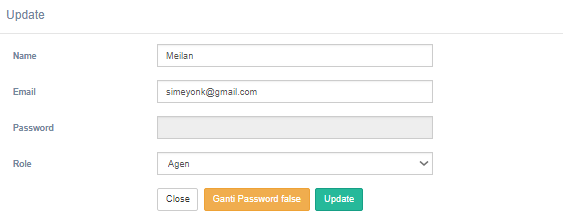 Update
Name
Meilan
Email
simeyonk@gmail.com
Password
Role
Agen
Close
Ganti Password false
Update